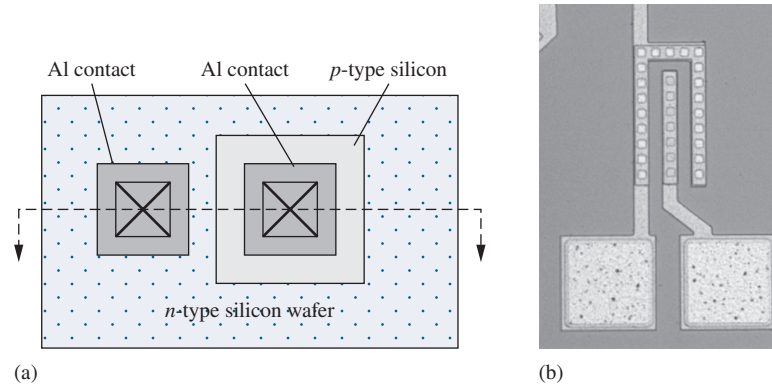 Al contact
Al contact
p-type silicon
n-type silicon wafer
(a)
(b)